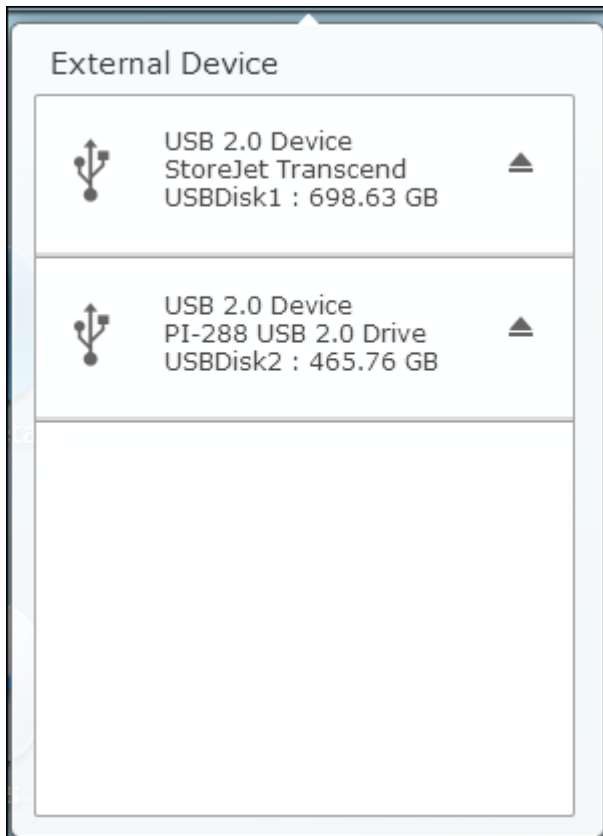 External Device
USB 2.0 Device
StoreJet Transcend
USBDisk1 : 698.63 GB
USB 2.0 Device
PI-288 USB 2.0 Drive
USBDisk2 : 465.76 GB